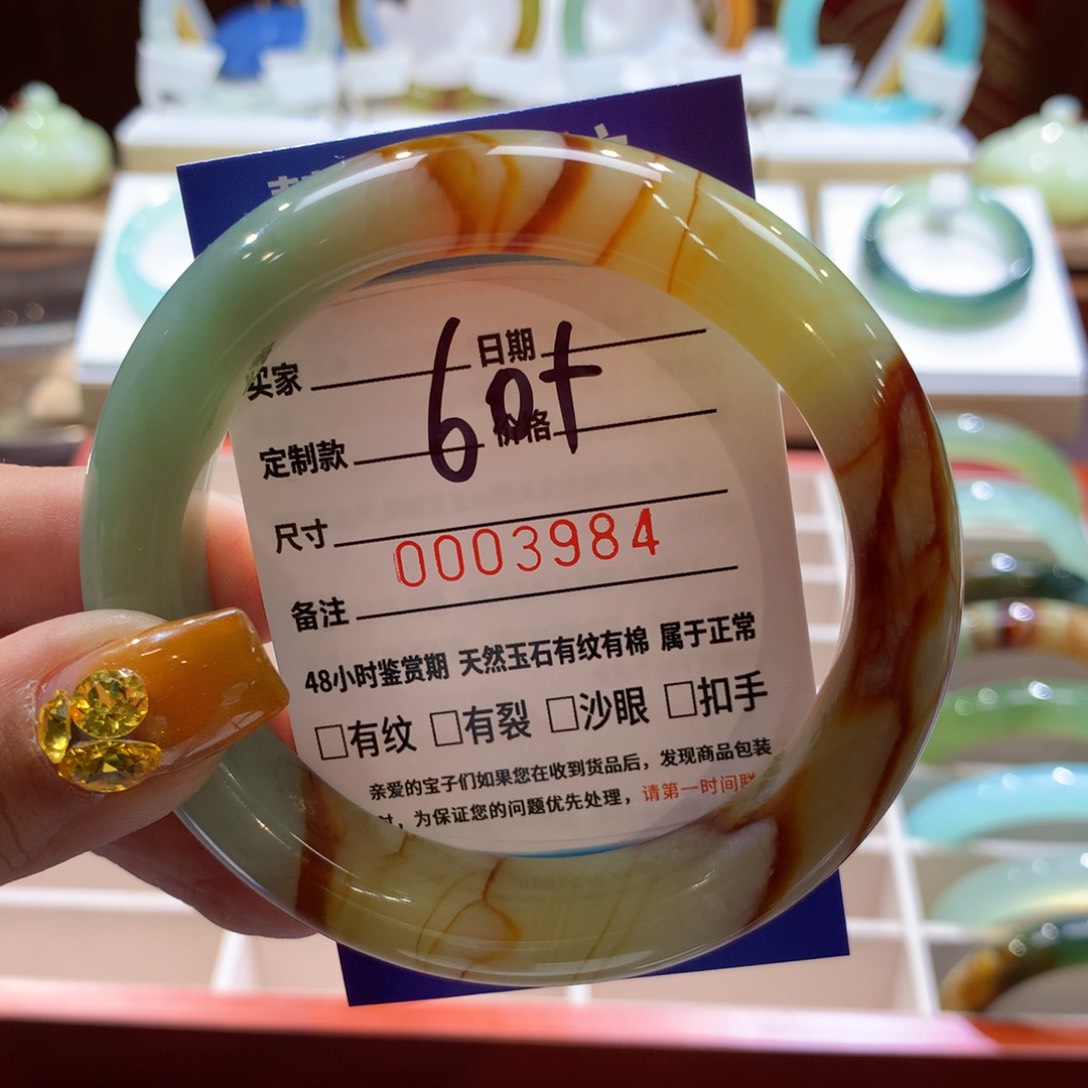 买家 日期
定制款 价格
60+
尺寸
0003984
备注
48小时鉴赏期 天然玉石有纹有棉 属于正常
□有纹 □有裂 □沙眼 □扣手
亲爱的宝子们如果您在收到货品后，发现商品包装
时，为保证您的问题优先处理，请第一时间联